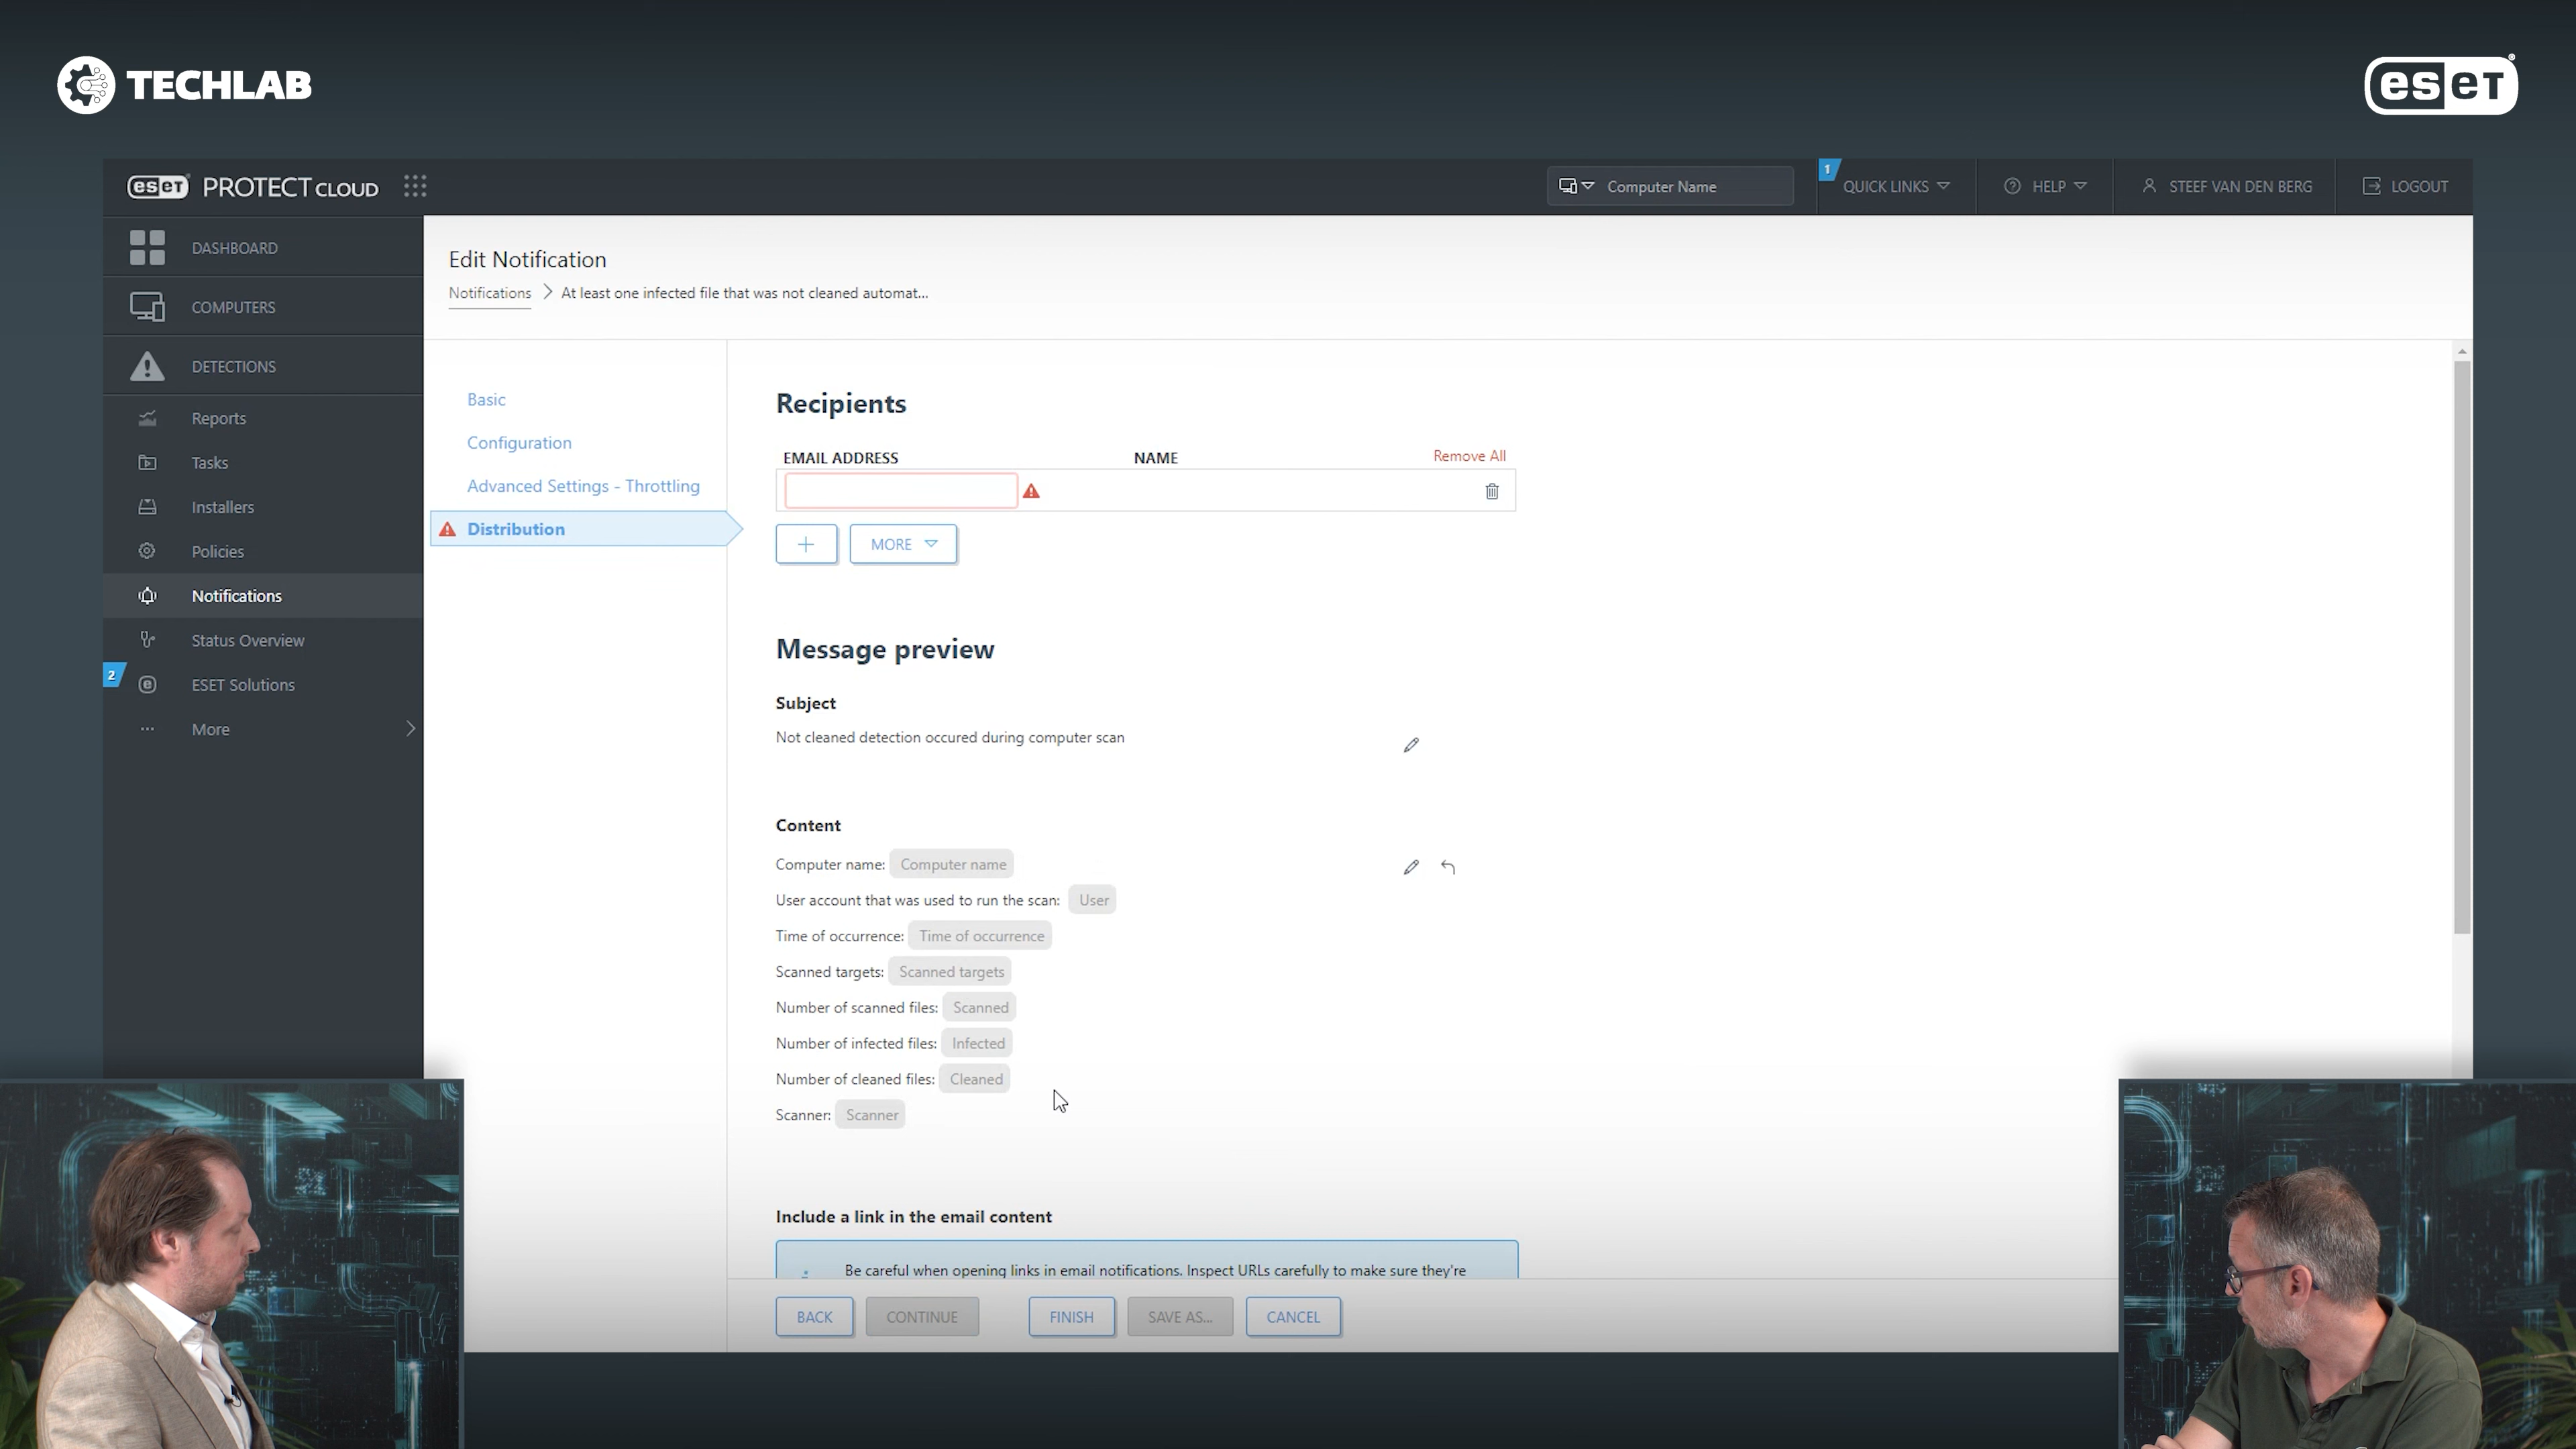 TECHLAB
eset
eset PROTECT CLOUD
Computer Name
1
QUICK LINKS
HELP
STEEF VAN DEN BERG
LOGOUT
DASHBOARD
COMPUTERS
DETECTIONS
Reports
Tasks
Installers
Policies
Notifications
Status Overview
2
ESET Solutions
More
Edit Notification
Notifications > At least one infected file that was not cleaned automat...
Basic
Configuration
Advanced Settings - Throttling
Distribution
Recipients
EMAIL ADDRESS NAME Remove All
MORE
Message preview
Subject
Not cleaned detection occured during computer scan
Content
Computer name: Computer name
User account that was used to run the scan: User
Time of occurrence: Time of occurrence
Scanned targets: Scanned targets
Number of scanned files: Scanned
Number of infected files: Infected
Number of cleaned files: Cleaned
Scanner: Scanner
Include a link in the email content
Be careful when opening links in email notifications. Inspect URLs carefully to make sure they're
BACK CONTINUE FINISH SAVE AS... CANCEL